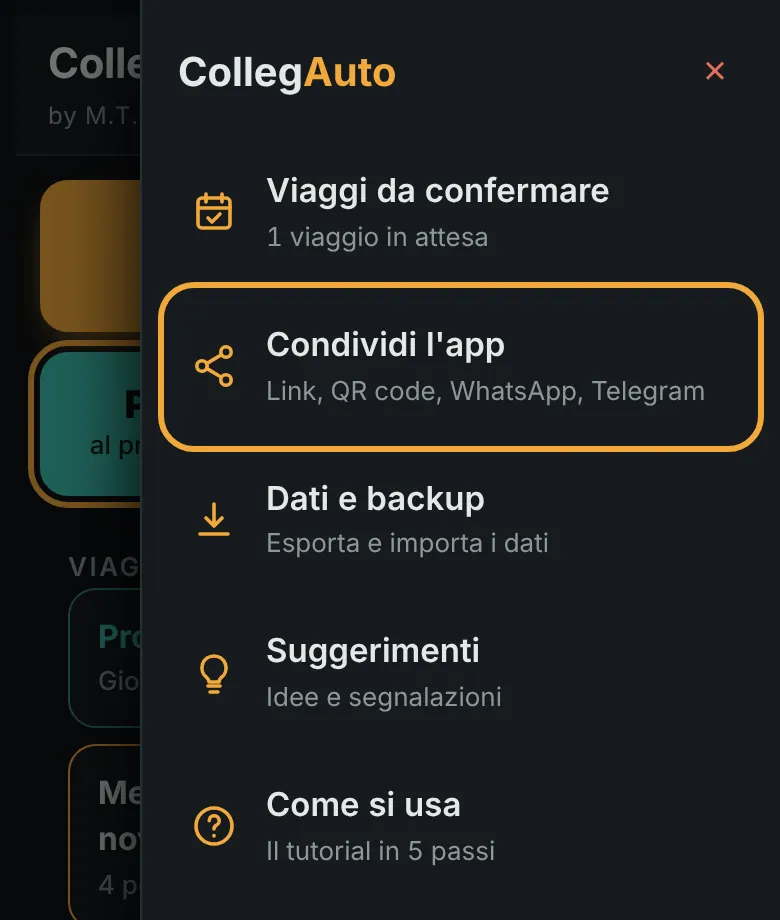 CollegAuto
by M.T.
Viaggi da confermare
1 viaggio in attesa
Condividi l'app
Link, QR code, WhatsApp, Telegram
Dati e backup
Esporta e importa i dati
Suggerimenti
Idee e segnalazioni
Come si usa
Il tutorial in 5 passi